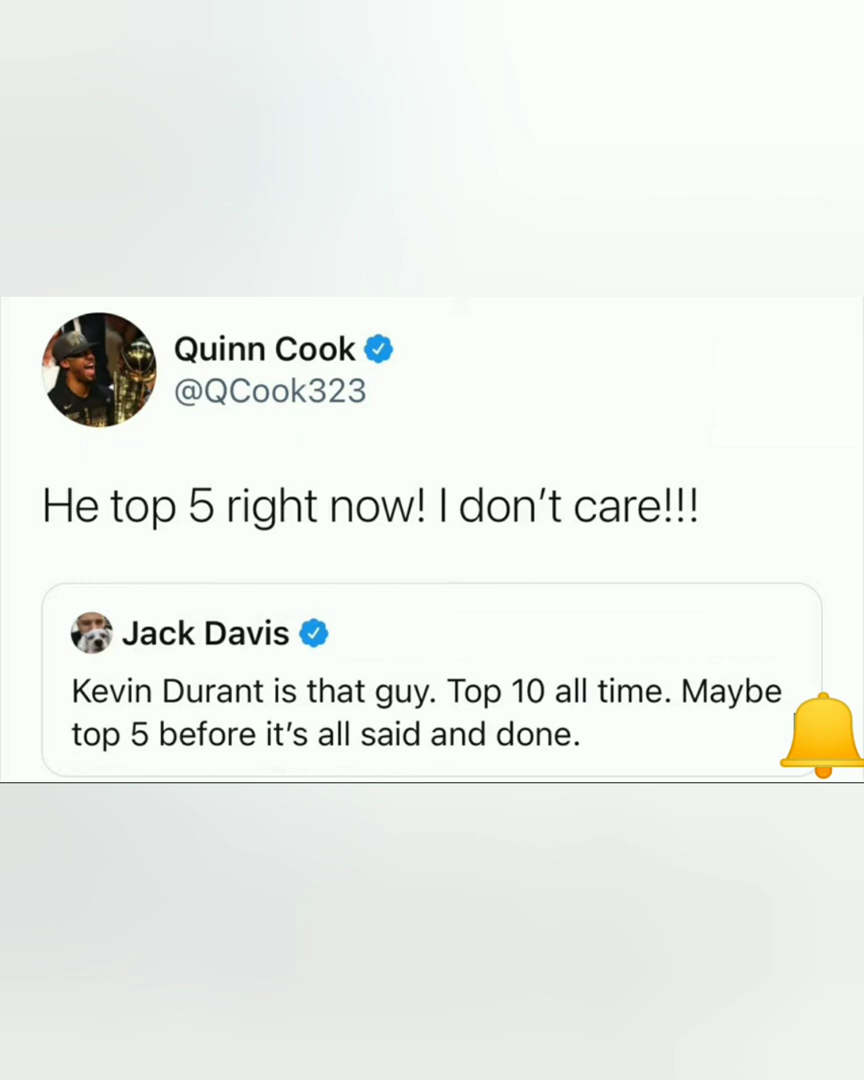 Quinn Cook
@QCook323
He top 5 right now! I don’t care!!!
Jack Davis
Kevin Durant is that guy. Top 10 all time. Maybe
top 5 before it’s all said and done.